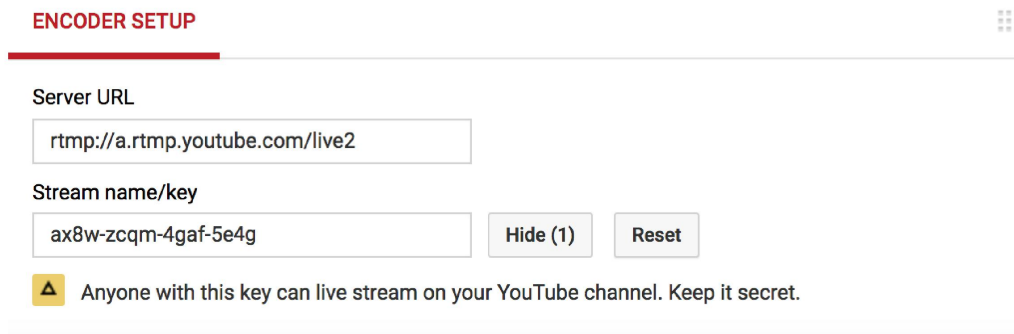 ENCODER SETUP
Server URL
rtmp://a.rtmp.youtube.com/live2
Stream name/key
ax8w-zcqm-4gaf-5e4g
Hide (1)
Reset
Anyone with this key can live stream on your YouTube channel. Keep it secret.